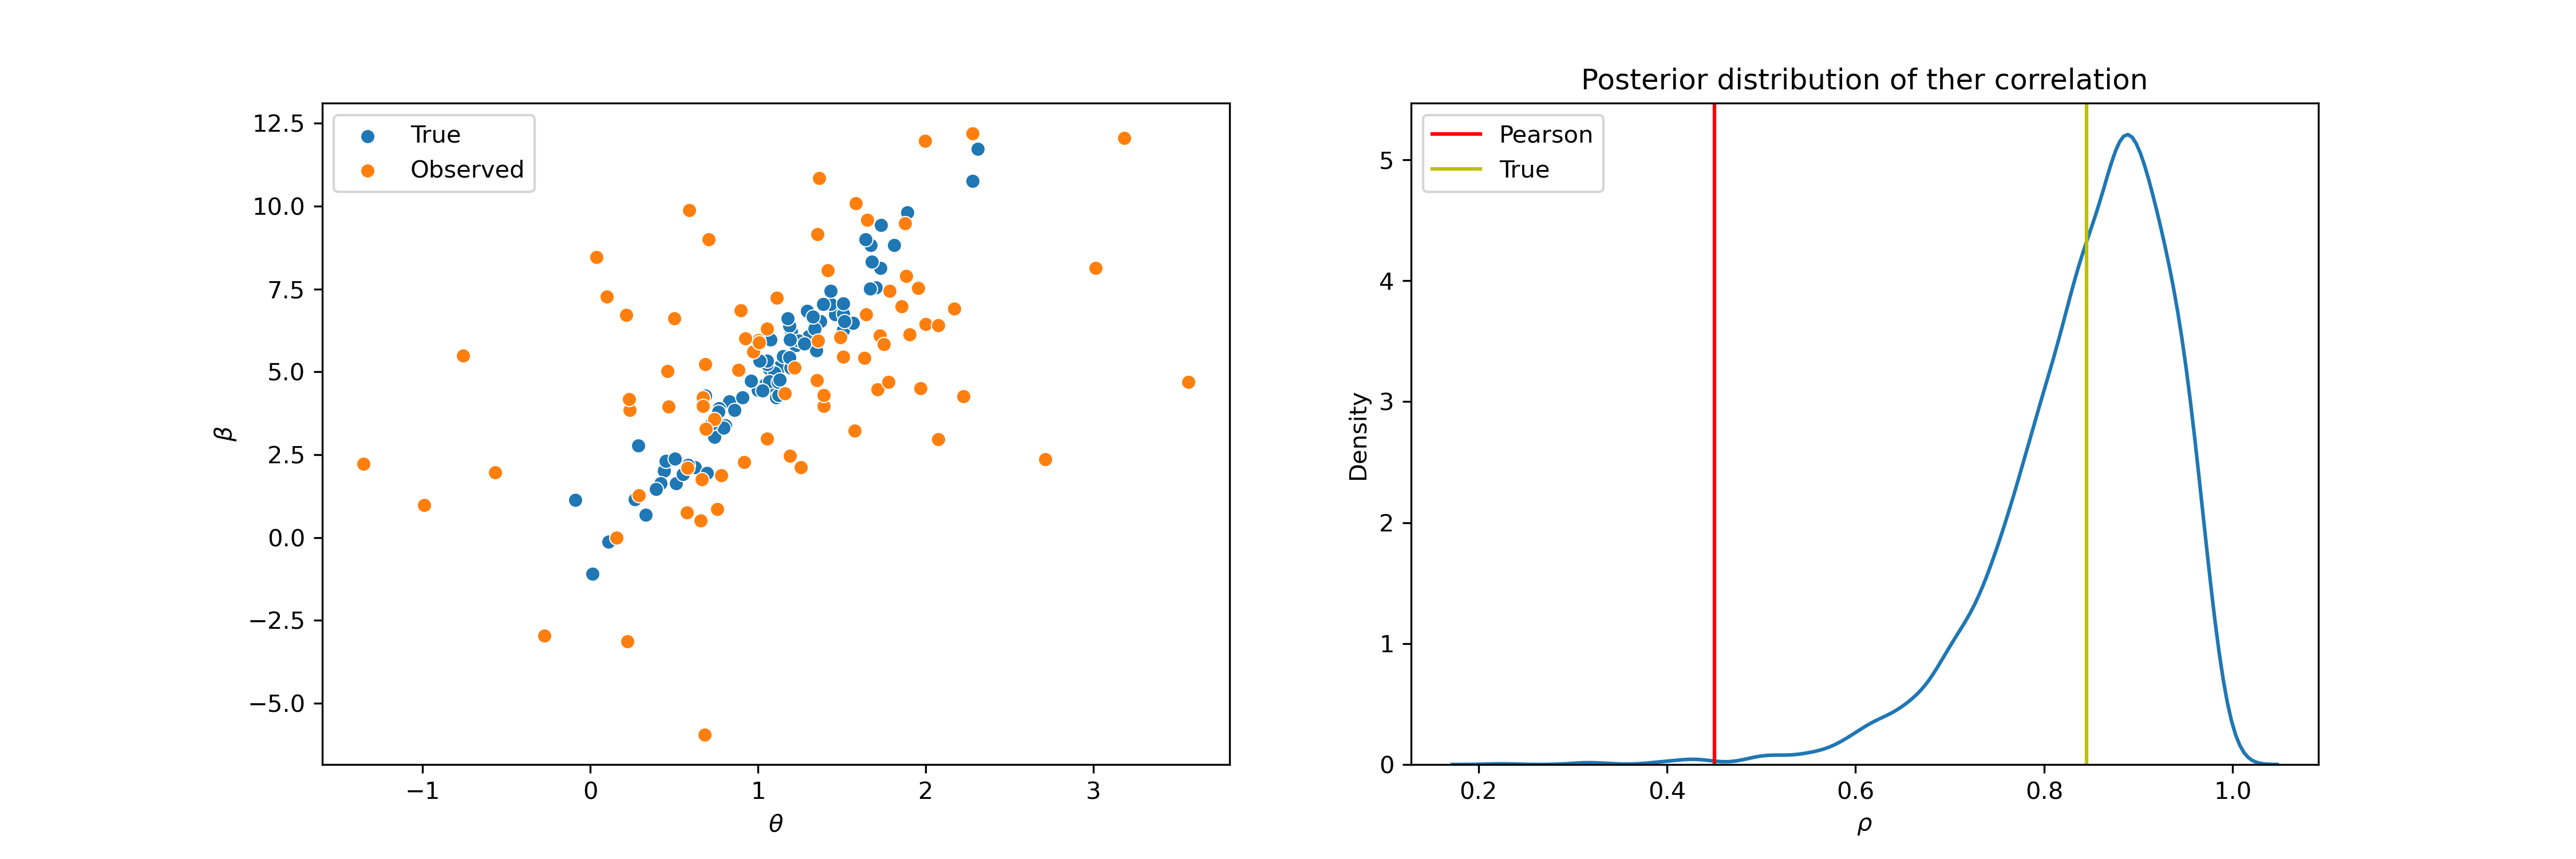 True
Observed
12.5
10.0
7.5
5.0
2.5
0.0
−2.5
−5.0
β
−1
0
1
2
3
θ
Posterior distribution of ther correlation
Pearson
True
5
4
3
2
1
0
Density
0.2
0.4
0.6
0.8
1.0
ρ